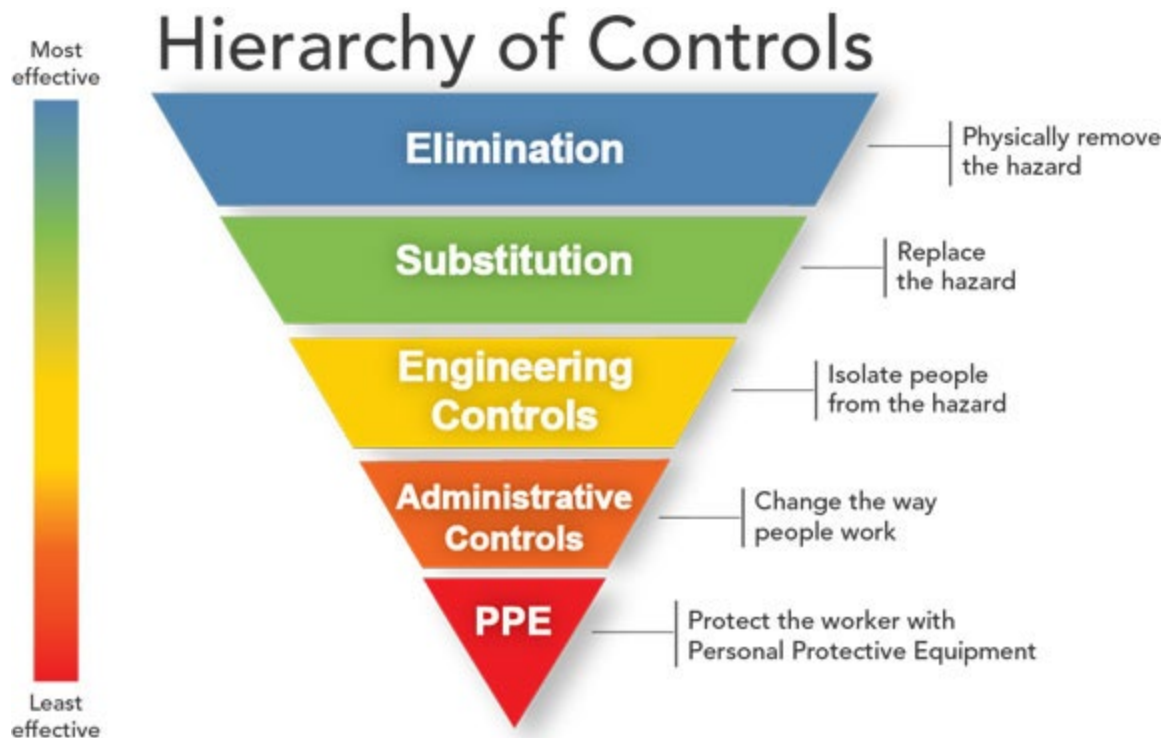 Hierarchy of Controls
Most
effective
Elimination
Physically remove
the hazard
Substitution
Replace
the hazard
Engineering
Controls
Isolate people
from the hazard
Administrative
Controls
Change the way
people work
PPE
Protect the worker with
Personal Protective Equipment
Least
effective